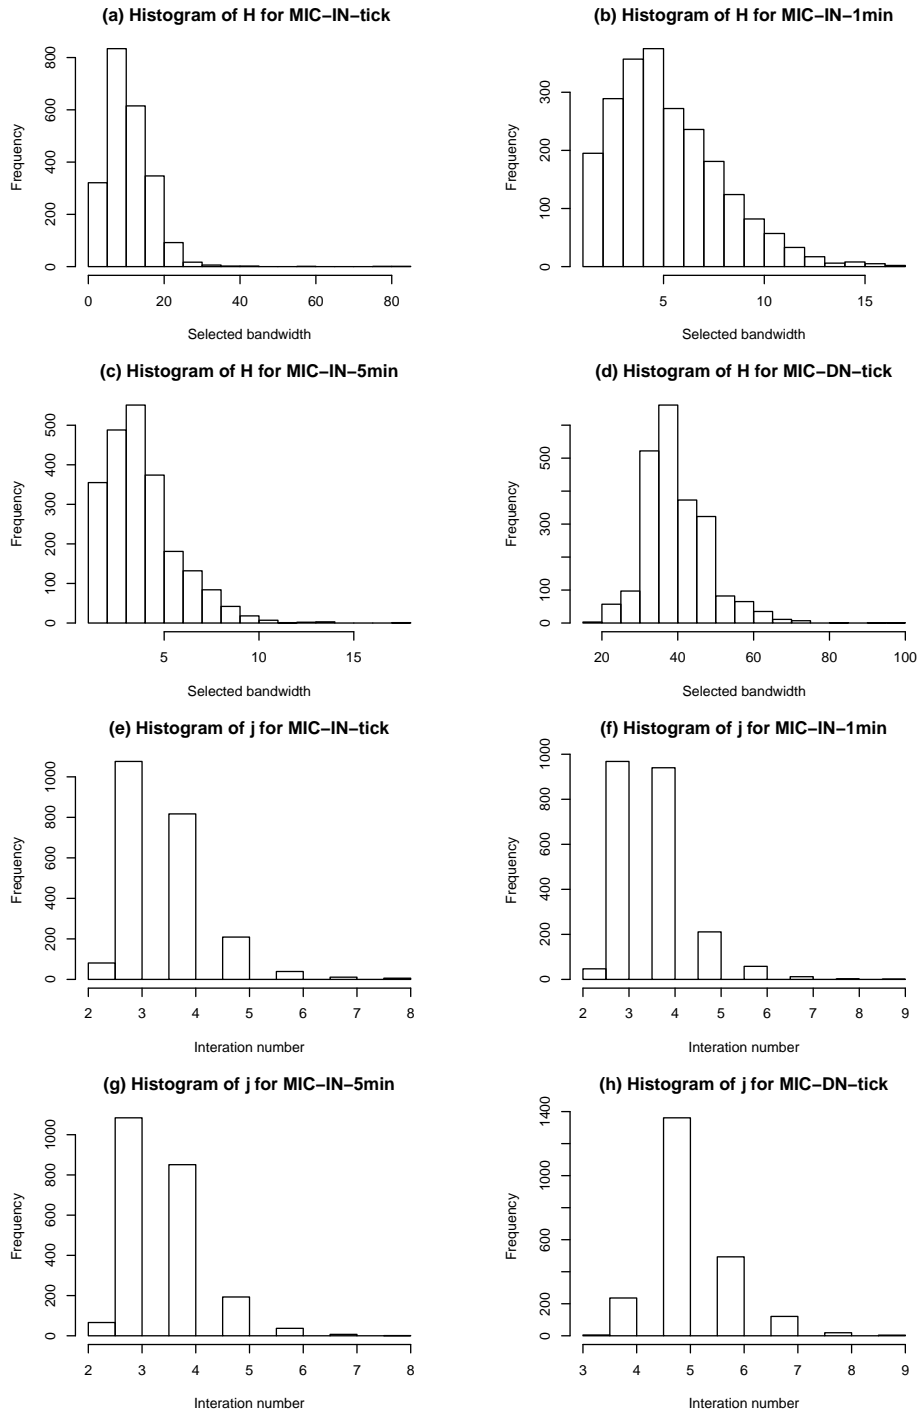 (a) Histogram of H for MIC−IN−tick
Frequency
0 200 400 600 800
0 20 40 60 80
Selected bandwidth
(b) Histogram of H for MIC−IN−1min
Frequency
0 100 200 300
5 10 15
Selected bandwidth
(c) Histogram of H for MIC−IN−5min
Frequency
0 100 200 300 400 500
5 10 15
Selected bandwidth
(d) Histogram of H for MIC−DN−tick
Frequency
0 100 300 500
20 40 60 80 100
Selected bandwidth
(e) Histogram of j for MIC−IN−tick
Frequency
0 200 400 600 800 1000
2 3 4 5 6 7 8
Interation number
(f) Histogram of j for MIC−IN−1min
Frequency
0 200 400 600 800 1000
2 3 4 5 6 7 8 9
Interation number
(g) Histogram of j for MIC−IN−5min
Frequency
0 200 400 600 800 1000
2 3 4 5 6 7 8
Interation number
(h) Histogram of j for MIC−DN−tick
Frequency
0 200 600 1000 1400
3 4 5 6 7 8 9
Interation number